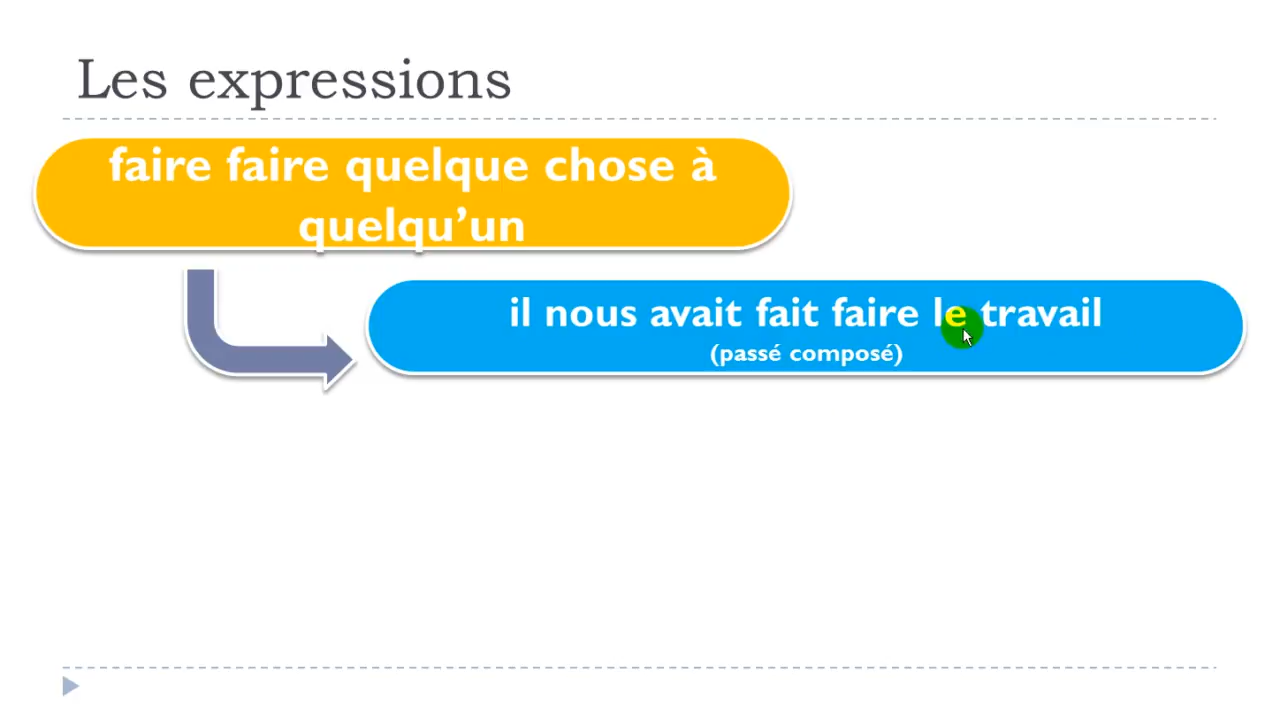 Les expressions
faire faire quelque chose à
quelqu’un
il nous avait fait faire le travail
(passé composé)